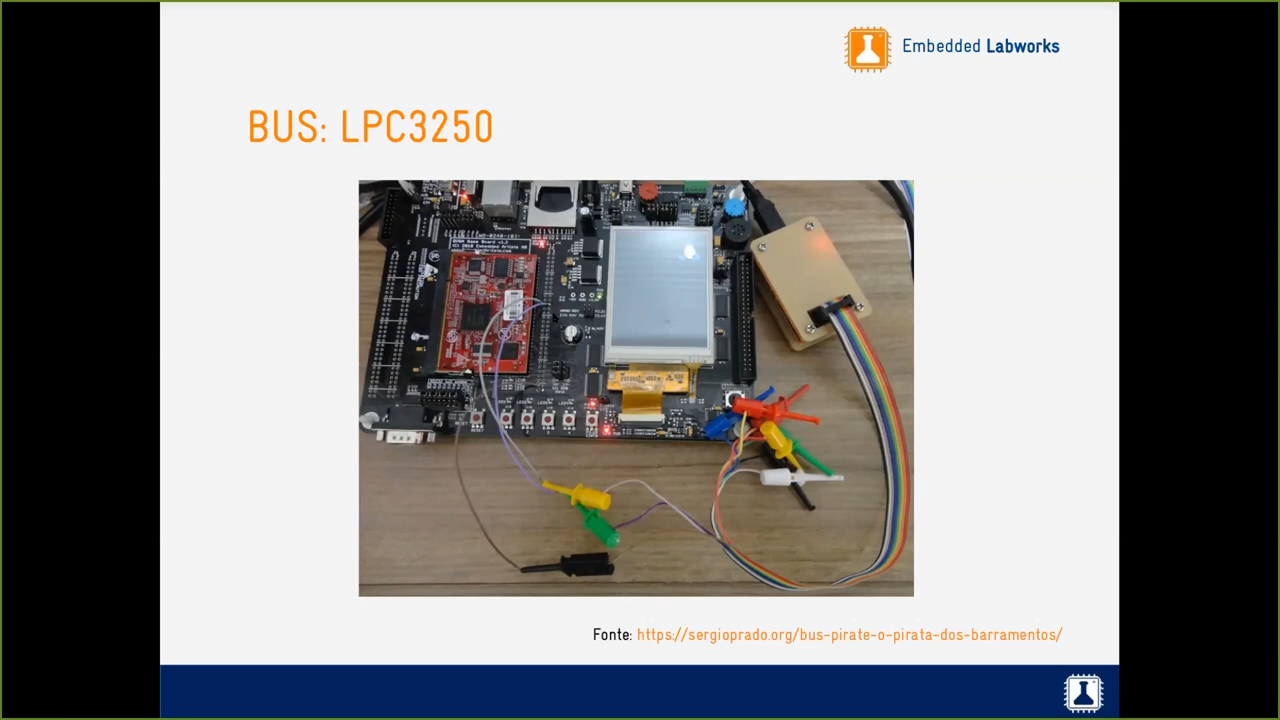 Embedded Labworks
BUS: LPC3250
Fonte: https://sergioprado.org/bus-pirate-o-pirata-dos-barramentos/